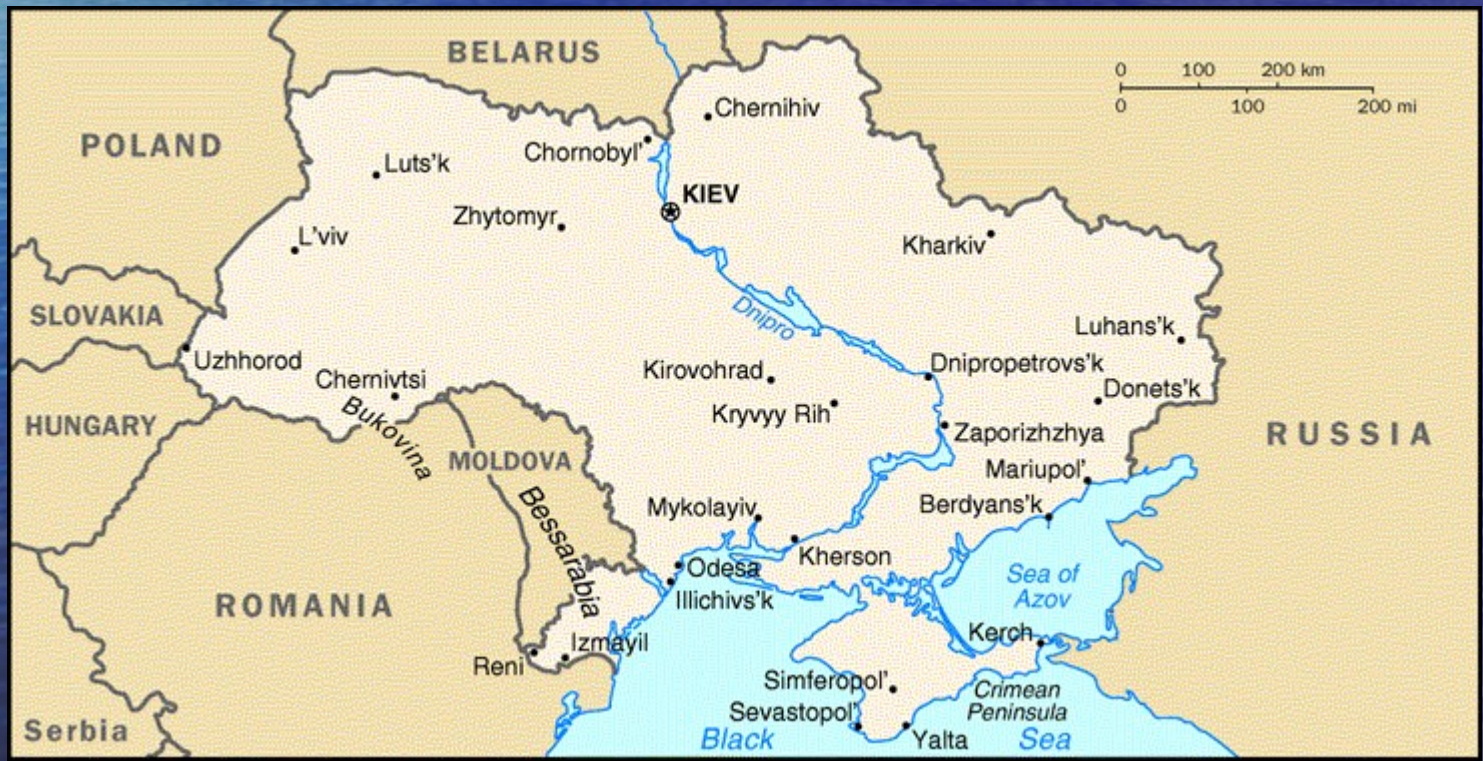 BELARUS
0 100 200 km
0 100 200 mi
POLAND
Chernihiv
Chornobyl'
Luts'k
KIEV
Zhytomyr
L'viv
Kharkiv
SLOVAKIA
Dnipro
Luhans'k
Uzhhorod
Chernivtsi
Kirovohrad
Dnipropetrovs'k
Donets'k
HUNGARY
Bukovina
Kryvyy Rih
Zaporizhzhya
RUSSIA
MOLDOVA
Mariupol'
Bessarabia
Mykolayiv
Berdyans'k
Kherson
Odesa
Sea of
Azov
ROMANIA
Illichivs'k
Kerch
Izmayil
Reni
Simferopol'
Crimean
Peninsula
Sevastopol'
Serbia
Black
Yalta
Sea